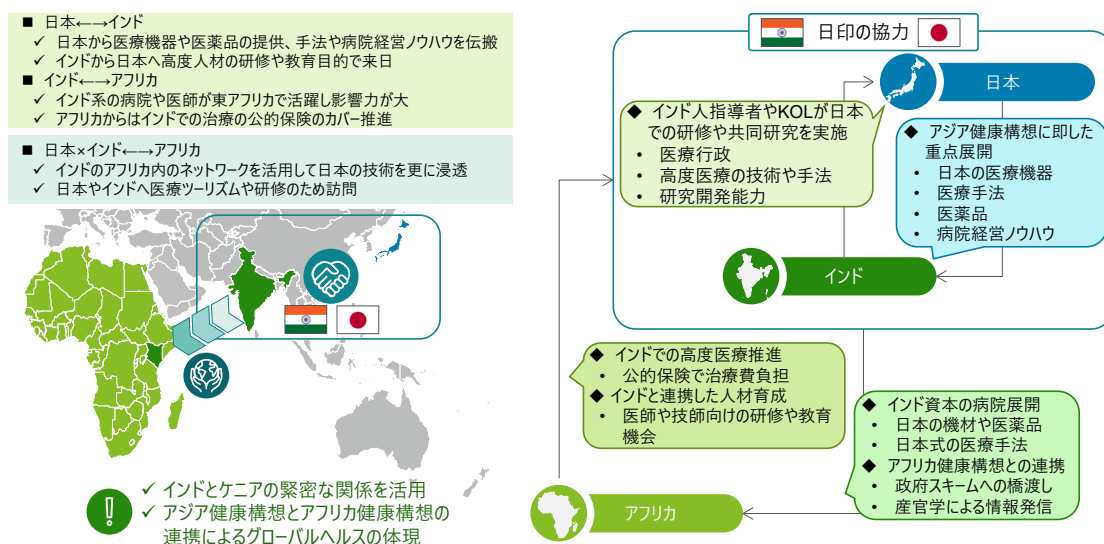 ■ 日本←→インド
✓ 日本から医療機器や医薬品の提供、手法や病院経営ノウハウを伝搬
✓ インドから日本へ高度人材の研修や教育目的で来日
■ インド←→アフリカ
✓ インド系の病院や医師が東アフリカで活躍し影響力が大
✓ アフリカからはインドでの治療の公的保険のカバー推進
■ 日本×インド←→アフリカ
✓ インドのアフリカ内のネットワークを活用して日本の技術を更に浸透
✓ 日本やインドへ医療ツーリズムや研修のため訪問
!
✓ インドとケニアの緊密な関係を活用
✓ アジア健康構想とアフリカ健康構想の
連携によるグローバルヘルスの体現
日印の協力
日本
◆ インド人指導者やKOLが日本
での研修や共同研究を実施
• 医療行政
• 高度医療の技術や手法
• 研究開発能力
◆ アジア健康構想に即した
重点展開
• 日本の医療機器
• 医療手法
• 医薬品
• 病院経営ノウハウ
インド
◆ インドでの高度医療推進
• 公的保険で治療費負担
◆ インドと連携した人材育成
• 医師や技師向けの研修や教育
機会
◆ インド資本の病院展開
• 日本の機材や医薬品
• 日本式の医療手法
◆ アフリカ健康構想との連携
• 政府スキームへの橋渡し
• 産官学による情報発信
アフリカ